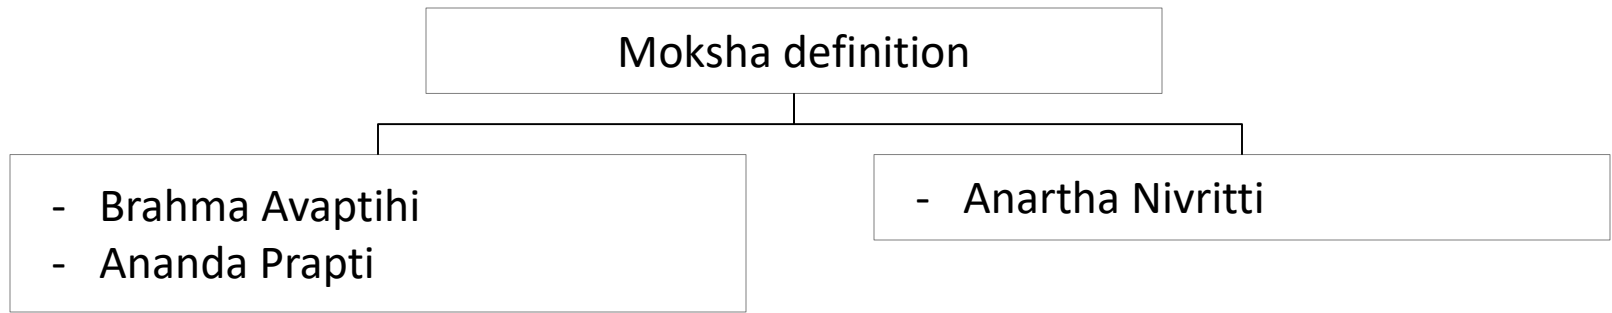 Moksha definition
- Brahma Avaptihi
- Ananda Prapti
- Anartha Nivritti